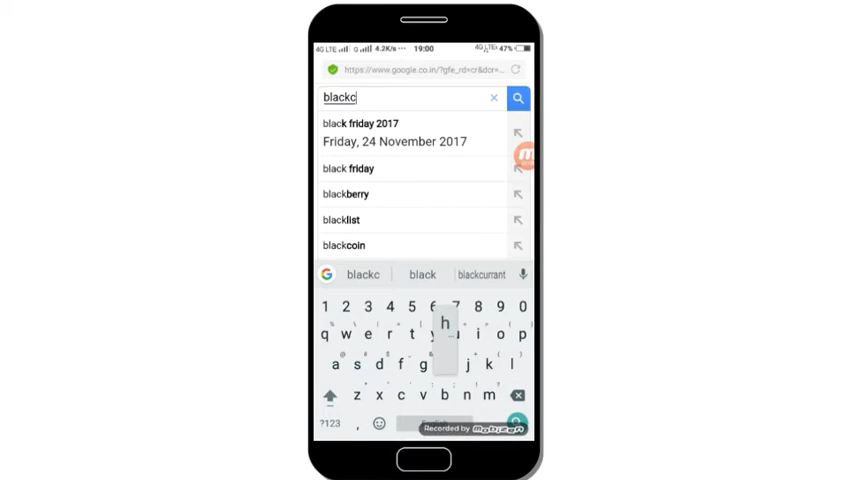 4G LTE G 4.2K/s ··· 19:00 4G LTE 47%
https://www.google.co.in/?gfe_rd=cr&dcr=...
blackc
black friday 2017
Friday, 24 November 2017
black friday
blackberry
blacklist
blackcoin
blackc black blackcurrant
1 2 3 4 5 6 7 8 9 0
q w e r t y u i o p
a s d f g h j k l
z x c v b n m
?123 ,
Recorded by mobizen